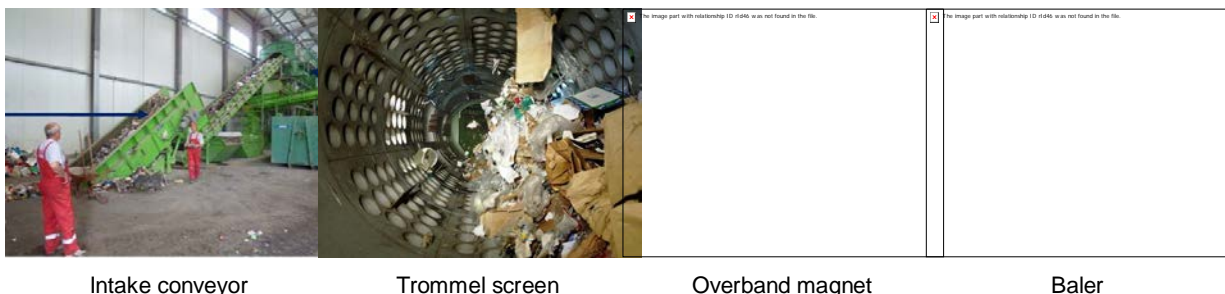 The image part with relationship ID rId46 was not found in the file.
The image part with relationship ID rId46 was not found in the file.
Intake conveyor
Trommel screen
Overband magnet
Baler